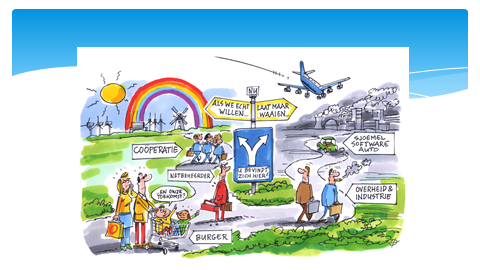 NU
ALS WE ECHT
WILLEN...
LAAT MAAR
WAAIEN...
COÖPERATIE
SJOEMEL
SOFTWARE
AUTO
NETBEHEERDER
U BEVINDT
ZICH HIER!
..EN ONZE
TOEKOMST?
OVERHEID &
INDUSTRIE
BURGER